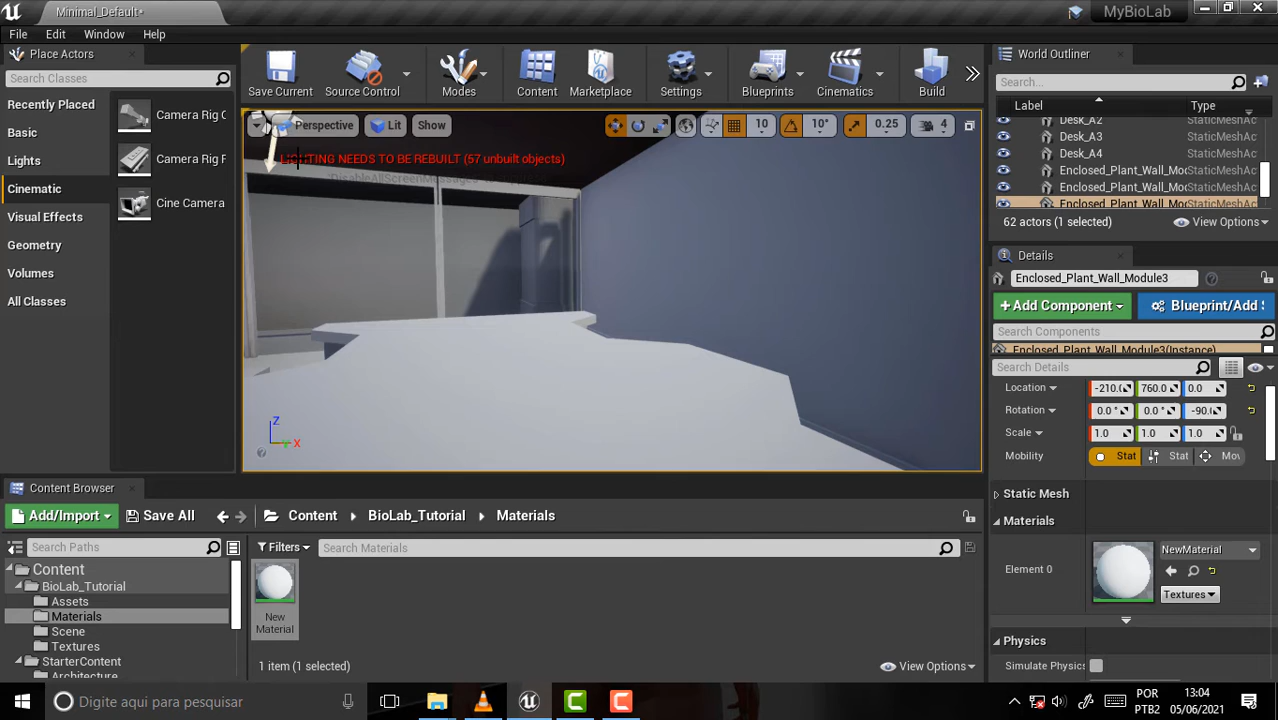 Minimal_Default*
MyBioLab
File Edit Window Help
Place Actors
Search Classes
Recently Placed
Basic
Lights
Cinematic
Visual Effects
Geometry
Volumes
All Classes
Camera Rig C
Camera Rig F
Cine Camera
Save Current
Source Control
Modes
Content
Marketplace
Settings
Blueprints
Cinematics
Build
Perspective
Lit
Show
10
10°
0.25
4
LIGHTING NEEDS TO BE REBUILT (57 unbuilt objects)
'DisableAllScreenMessages'
Z
X
World Outliner
Search...
Label Type
Desk_A2 StaticMeshAc
Desk_A3 StaticMeshAc
Desk_A4 StaticMeshAc
Enclosed_Plant_Wall_Moc StaticMeshAc
Enclosed_Plant_Wall_Moc StaticMeshAc
Enclosed_Plant_Wall_Moc StaticMeshAc
62 actors (1 selected)
View Options
Details
Enclosed_Plant_Wall_Module3
+Add Component
Blueprint/Add S
Search Components
Enclosed_Plant_Wall_Module3(Instance)
Search Details
Location -210.( 760.0 0.0
Rotation 0.0 ° 0.0 ° -90.(
Scale 1.0 1.0 1.0
Mobility Stat Stat Mov
Static Mesh
Materials
Element 0
NewMaterial
Textures
Physics
Simulate Physics
Content Browser
Add/Import
Save All
Content BioLab_Tutorial Materials
Search Paths
Filters
Search Materials
Content
BioLab_Tutorial
Assets
Materials
Scene
Textures
StarterContent
Architecture
New
Material
1 item (1 selected)
View Options
Digite aqui para pesquisar
POR
PTB2
13:04
05/06/2021